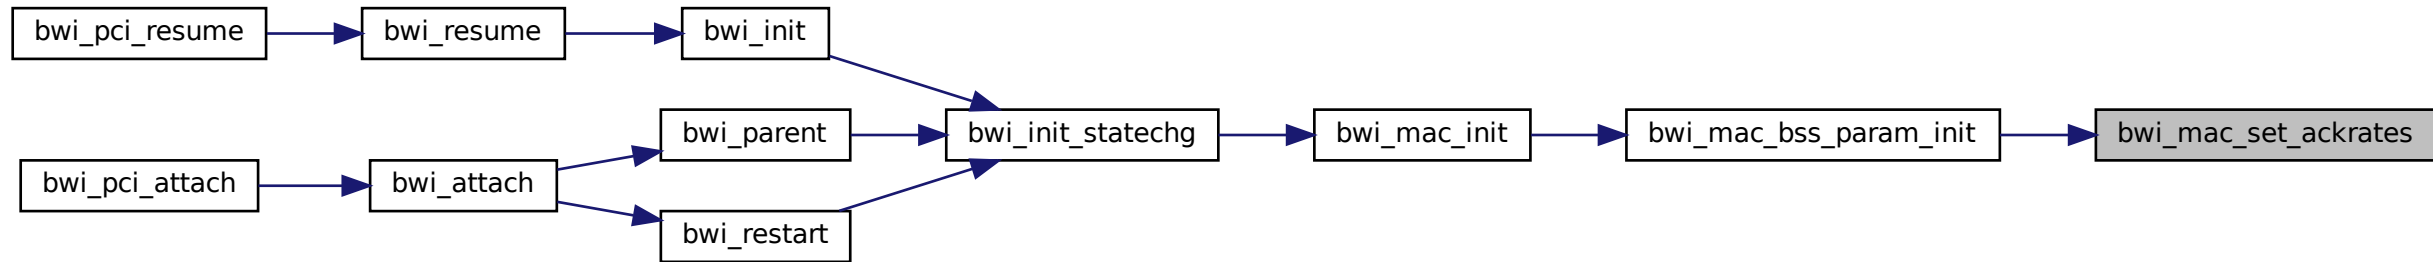 bwi_pci_resume
bwi_resume
bwi_init
bwi_parent
bwi_init_statechg
bwi_mac_init
bwi_mac_bss_param_init
bwi_mac_set_ackrates
bwi_pci_attach
bwi_attach
bwi_restart